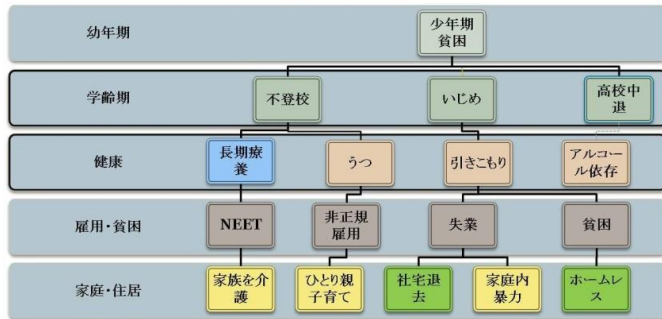 幼年期
少年期
貧困
学齢期
不登校
いじめ
高校中
退
健康
長期療
養
うつ
引きこもり
アルコー
ル依存
雇用・貧困
NEET
非正規
雇用
失業
貧困
家庭・住居
家族を介
護
ひとり親
子育て
社宅退
去
家庭内
暴力
ホームレ
ス